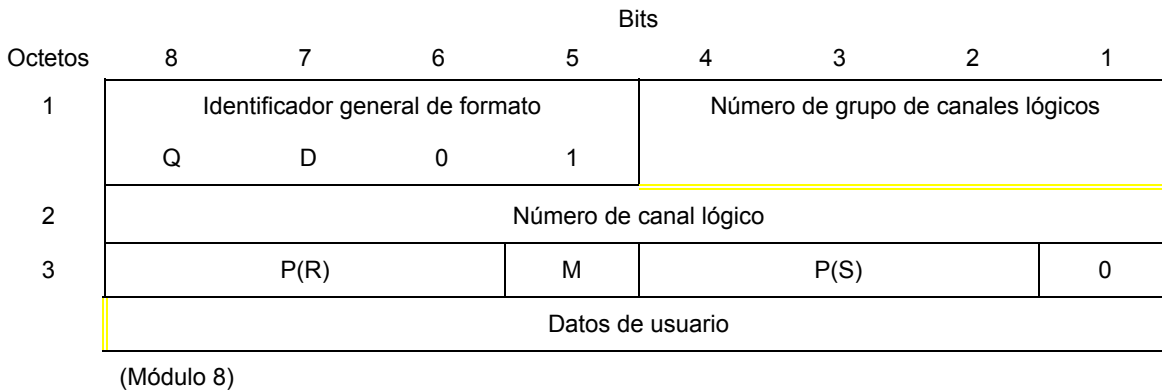 Bits
Octetos 8 7 6 5 4 3 2 1
1 Identificador general de formato Número de grupo de canales lógicos
Q D 0 1
2 Número de canal lógico
3 P(R) M P(S) 0
Datos de usuario
(Módulo 8)